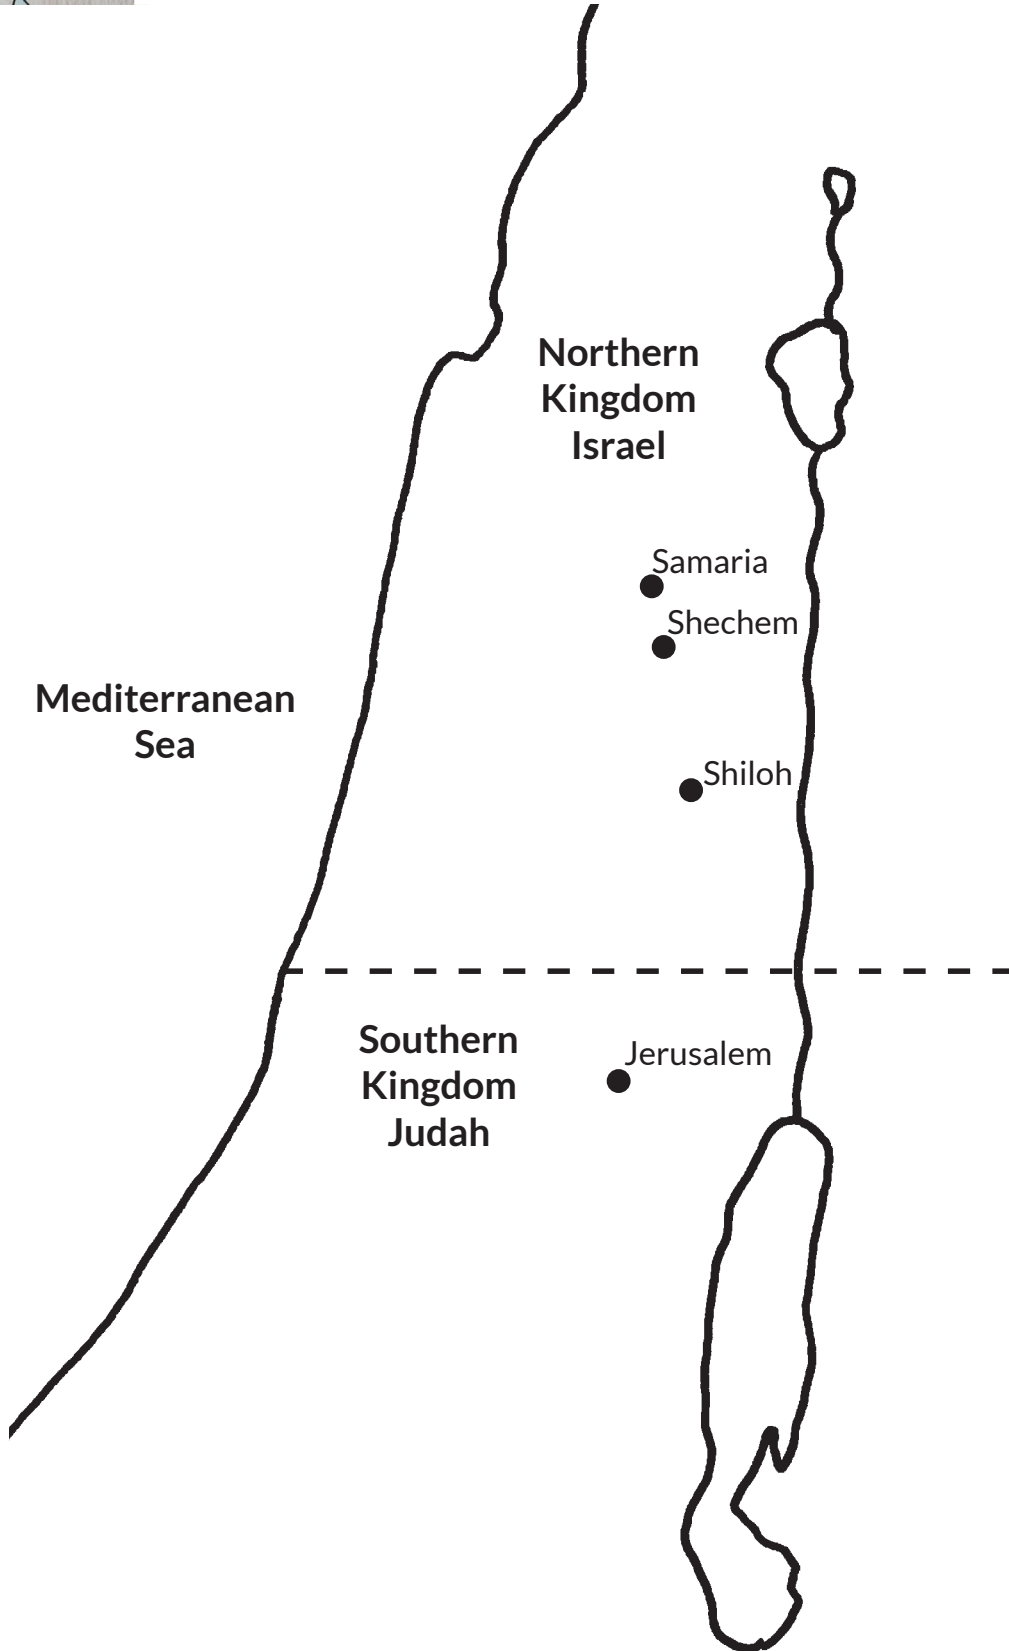 Northern
Kingdom
Israel
Samaria
Shechem
Mediterranean
Sea
Shiloh
Southern
Kingdom
Judah
Jerusalem